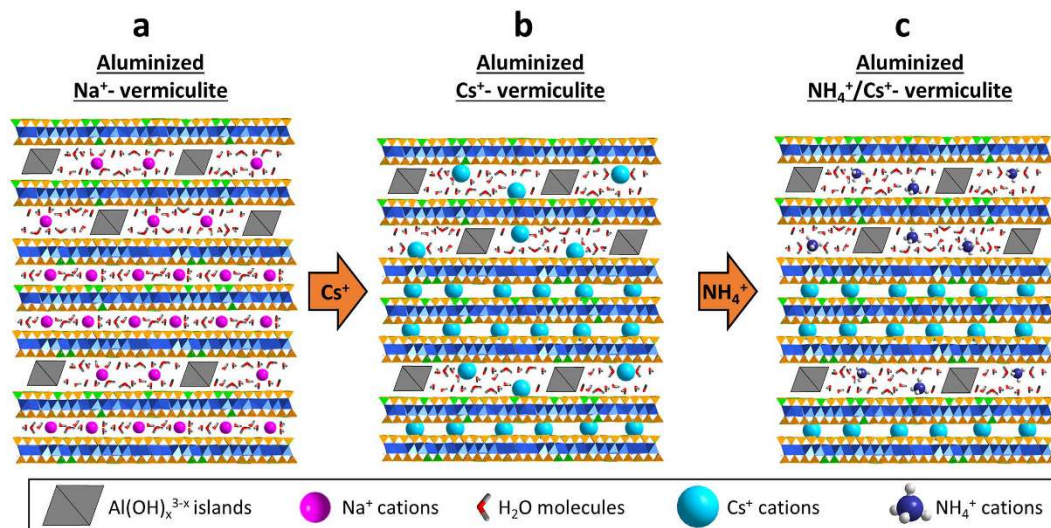 a
Aluminized
Na⁺- vermiculite
b
Aluminized
Cs⁺- vermiculite
c
Aluminized
NH₄⁺/Cs⁺- vermiculite
Cs⁺
NH₄⁺
Al(OH)ₓ³⁻ˣ islands
Na⁺ cations
H₂O molecules
Cs⁺ cations
NH₄⁺ cations